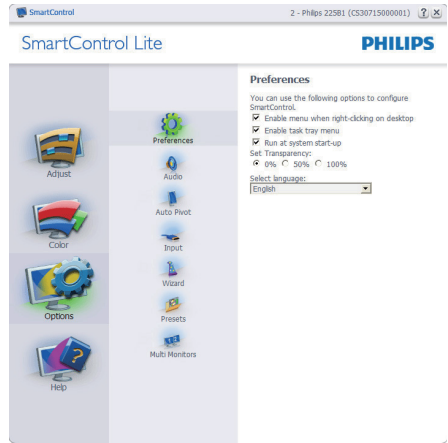 SmartControl
2 - Philips 225B1 (CS30715000001)
SmartControl Lite
PHILIPS
Adjust
Color
Options
Help
Preferences
Audio
Auto Pivot
Input
Wizard
Presets
Multi Monitors
Preferences
You can use the following options to configure
SmartControl.
Enable menu when right-clicking on desktop
Enable task tray menu
Run at system start-up
Set Transparency:
0% 50% 100%
Select language:
English